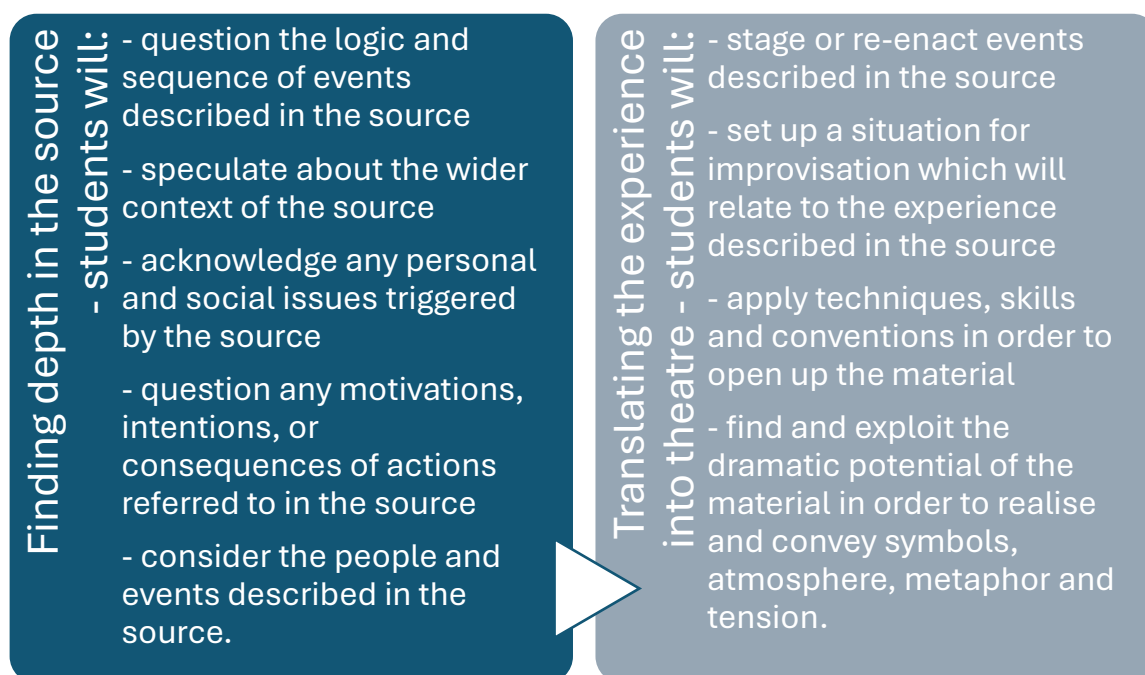 Finding depth in the source
- students will:
- question the logic and
sequence of events
described in the source
- speculate about the wider
context of the source
- acknowledge any personal
and social issues triggered
by the source
- question any motivations,
intentions, or
consequences of actions
referred to in the source
- consider the people and
events described in the
source.
Translating the experience
into theatre - students will:
- stage or re-enact events
described in the source
- set up a situation for
improvisation which will
relate to the experience
described in the source
- apply techniques, skills
and conventions in order to
open up the material
- find and exploit the
dramatic potential of the
material in order to realise
and convey symbols,
atmosphere, metaphor and
tension.